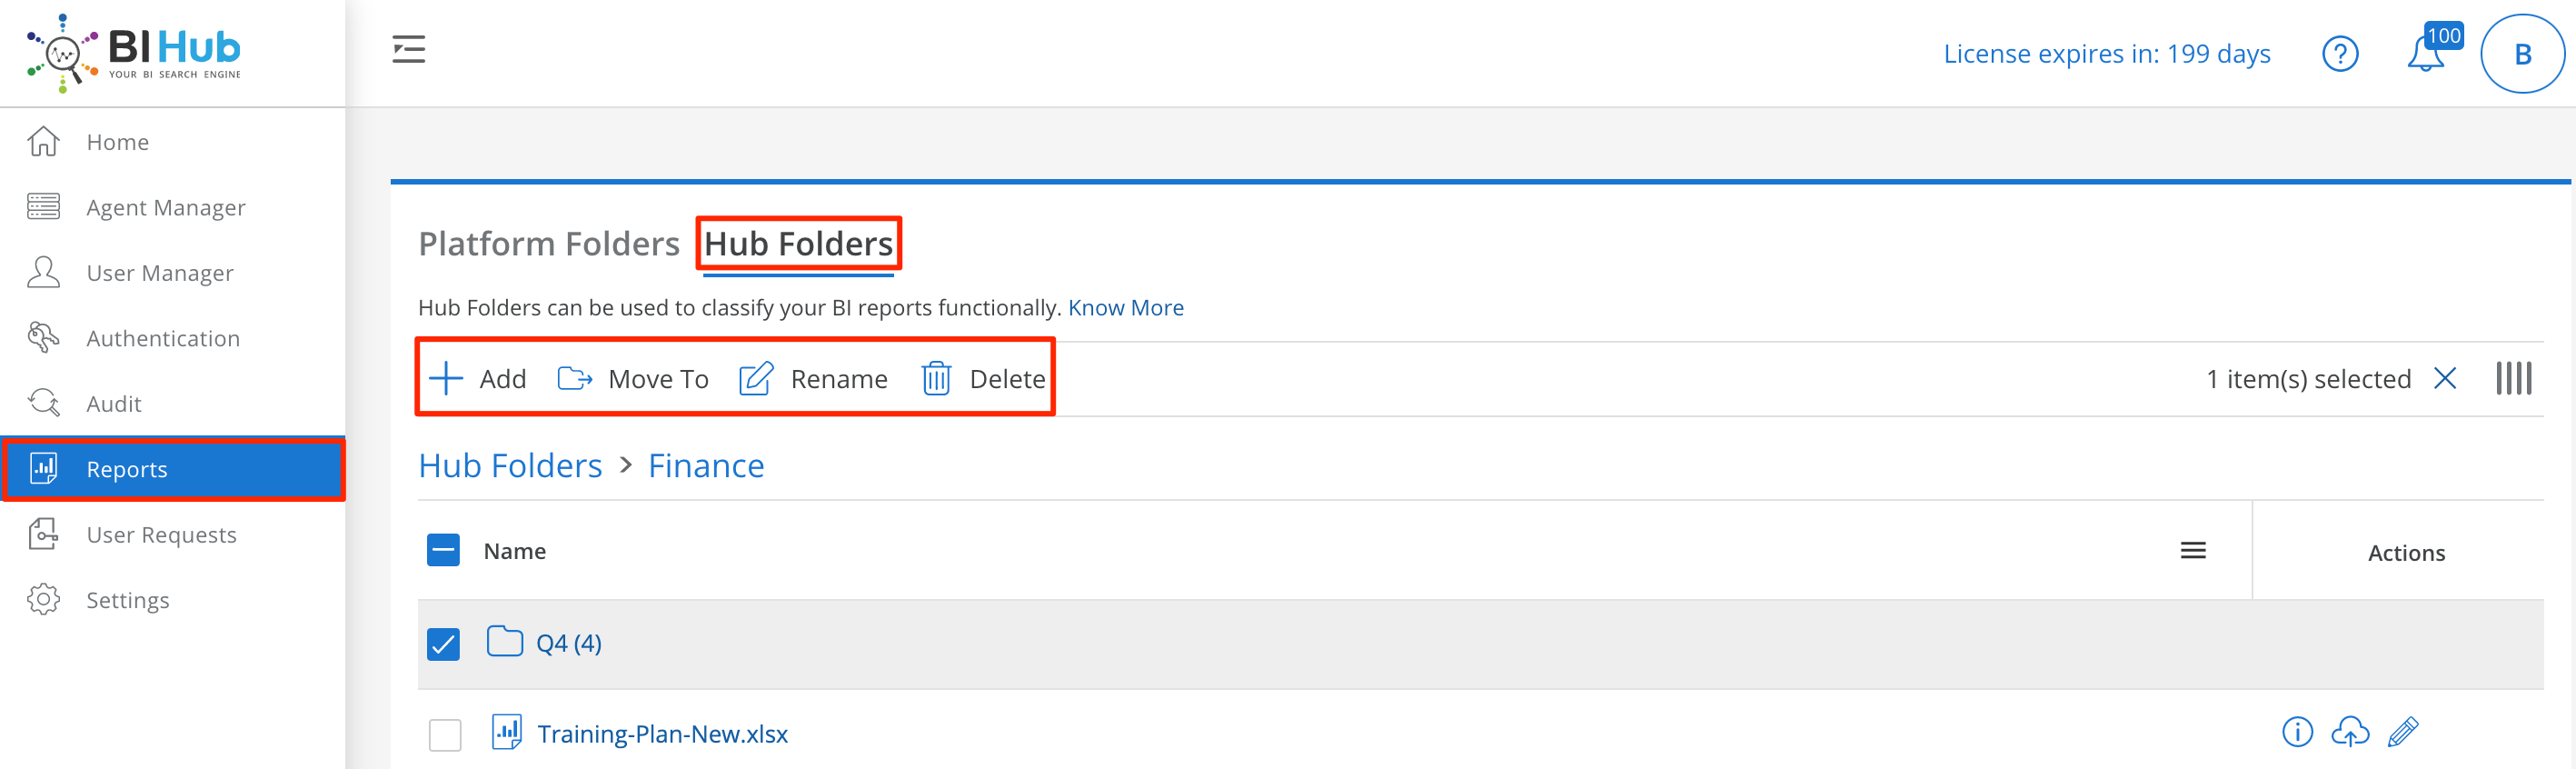 BI Hub
YOUR BI SEARCH ENGINE
License expires in: 199 days
?
100
B
Home
Agent Manager
User Manager
Authentication
Audit
Reports
User Requests
Settings
Platform Folders Hub Folders
Hub Folders can be used to classify your BI reports functionally. Know More
Add Move To Rename Delete 1 item(s) selected
Hub Folders > Finance
Name Actions
Q4 (4)
Training-Plan-New.xlsx